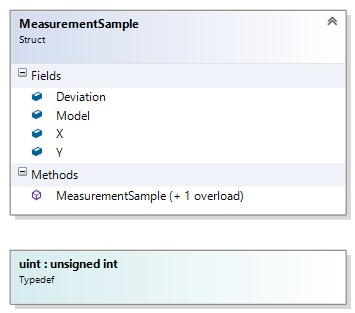 MeasurementSample
Struct
Fields
Deviation
Model
X
Y
Methods
MeasurementSample (+ 1 overload)
uint : unsigned int
Typedef